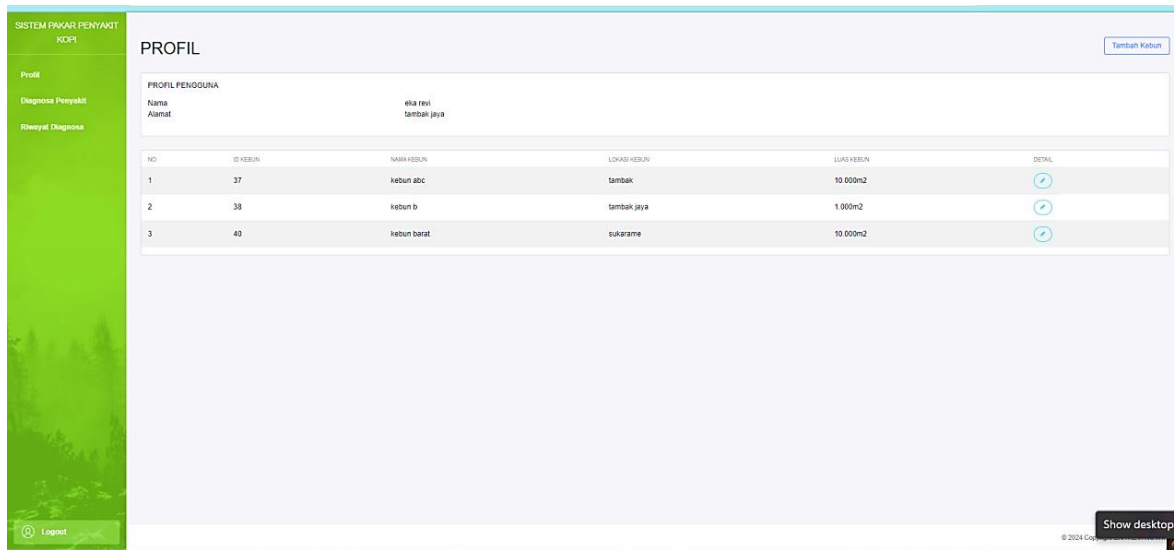 SISTEM PAKAR PENYAKIT
KOPI
Profil
Diagnosa Penyakit
Riwayat Diagnosa
Logout
PROFIL
Tambah Kebun
PROFIL PENGGUNA
Nama eka revi
Alamat tambak jaya
NO ID KEBUN NAMA KEBUN LOKASI KEBUN LUAS KEBUN DETAIL
1 37 kebun abc tambak 10.000m2
2 38 kebun b tambak jaya 1.000m2
3 40 kebun barat sukarame 10.000m2
Show desktop
© 2024